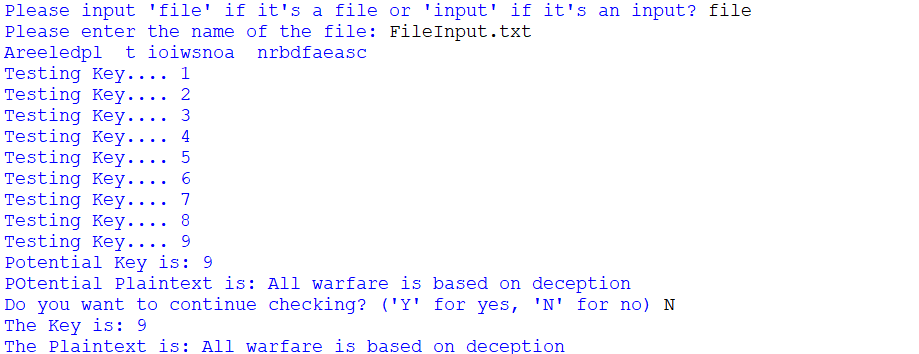 Please input 'file' if it's a file or 'input' if it's an input? file
Please enter the name of the file: FileInput.txt
Areeledpl  t ioiwsnoa  nrbdfaeasc
Testing Key.... 1
Testing Key.... 2
Testing Key.... 3
Testing Key.... 4
Testing Key.... 5
Testing Key.... 6
Testing Key.... 7
Testing Key.... 8
Testing Key.... 9
Potential Key is: 9
POtential Plaintext is: All warfare is based on deception
Do you want to continue checking? ('Y' for yes, 'N' for no) N
The Key is: 9
The Plaintext is: All warfare is based on deception